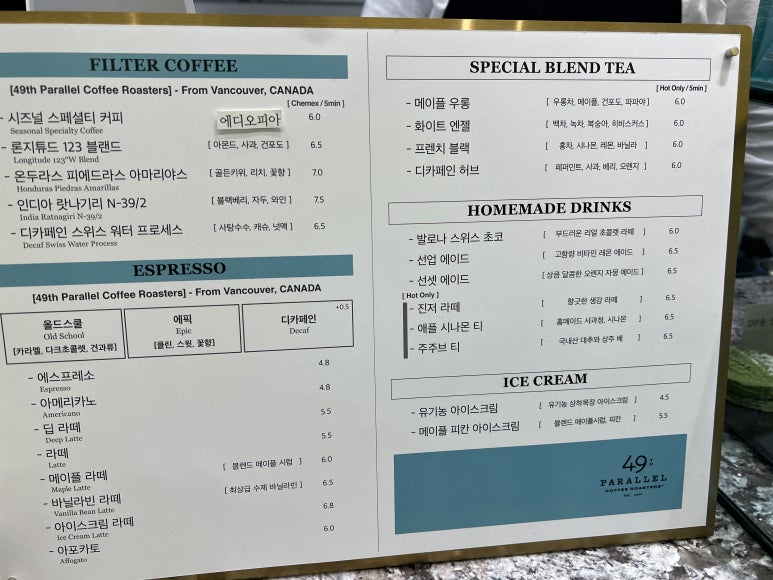 FILTER COFFEE
[49th Parallel Coffee Roasters] - From Vancouver, CANADA
[ Chemex / 5min ]
- 시즈널 스페셜티 커피 에디오피아 6.0
Seasonal Specialty Coffee
- 론지튜드 123 블랜드 [ 아몬드, 사과, 건포도 ] 6.5
Longitude 123°W Blend
- 온두라스 피에드라스 아마리야스 [ 골든키위, 리치, 꽃향 ] 7.0
Honduras Piedras Amarillas
- 인디아 랏나기리 N-39/2 [ 블랙베리, 자두, 와인 ] 7.5
India Ratnagiri N-39/2
- 디카페인 스위스 워터 프로세스 [ 사탕수수, 캐슈, 넛맥 ] 6.5
Decaf Swiss Water Process
ESPRESSO
[49th Parallel Coffee Roasters] - From Vancouver, CANADA
올드스쿨
Old School
[카라멜, 다크초콜렛, 견과류]
에픽
Epic
[클린, 스윗, 꽃향]
+0.5
디카페인
Decaf
- 에스프레소 4.8
Espresso
- 아메리카노 4.8
Americano
- 딥 라떼 5.5
Deep Latte
- 라떼 5.5
Latte
- 메이플 라떼 [ 블렌드 메이플 시럽 ] 6.0
Maple Latte
- 바닐라빈 라떼 [ 최상급 수제 바닐라빈 ] 6.5
Vanilla Bean Latte
- 아이스크림 라떼 6.8
Ice Cream Latte
- 아포카토 6.0
Affogato
SPECIAL BLEND TEA
[ Hot Only / 5min ]
- 메이플 우롱 [ 우롱차, 메이플, 건포도, 파파야 ] 6.0
- 화이트 엔젤 [ 백차, 녹차, 복숭아, 히비스커스 ] 6.0
- 프렌치 블랙 [ 홍차, 시나몬, 레몬, 바닐라 ] 6.0
- 디카페인 허브 [ 페퍼민트, 사과, 베리, 오렌지 ] 6.0
HOMEMADE DRINKS
- 발로나 스위스 초코 [ 부드러운 리얼 초콜렛 라떼 ] 6.0
- 선업 에이드 [ 고함량 비타민 레몬 에이드 ] 6.5
- 선셋 에이드 [ 상큼 달콤한 오렌지 자몽 에이드 ] 6.5
[ Hot Only ]
- 진저 라떼 [ 향긋한 생강 라떼 ] 6.5
- 애플 시나몬 티 [ 홈메이드 사과청, 시나몬 ] 6.5
- 주주브 티 [ 국내산 대추와 상주 배 ] 6.5
ICE CREAM
- 유기농 아이스크림 [ 유기농 상하목장 아이스크림 ] 4.5
- 메이플 피칸 아이스크림 [ 블렌드 메이플시럽, 피칸 ] 5.5
49TH
PARALLEL
COFFEE ROASTERS